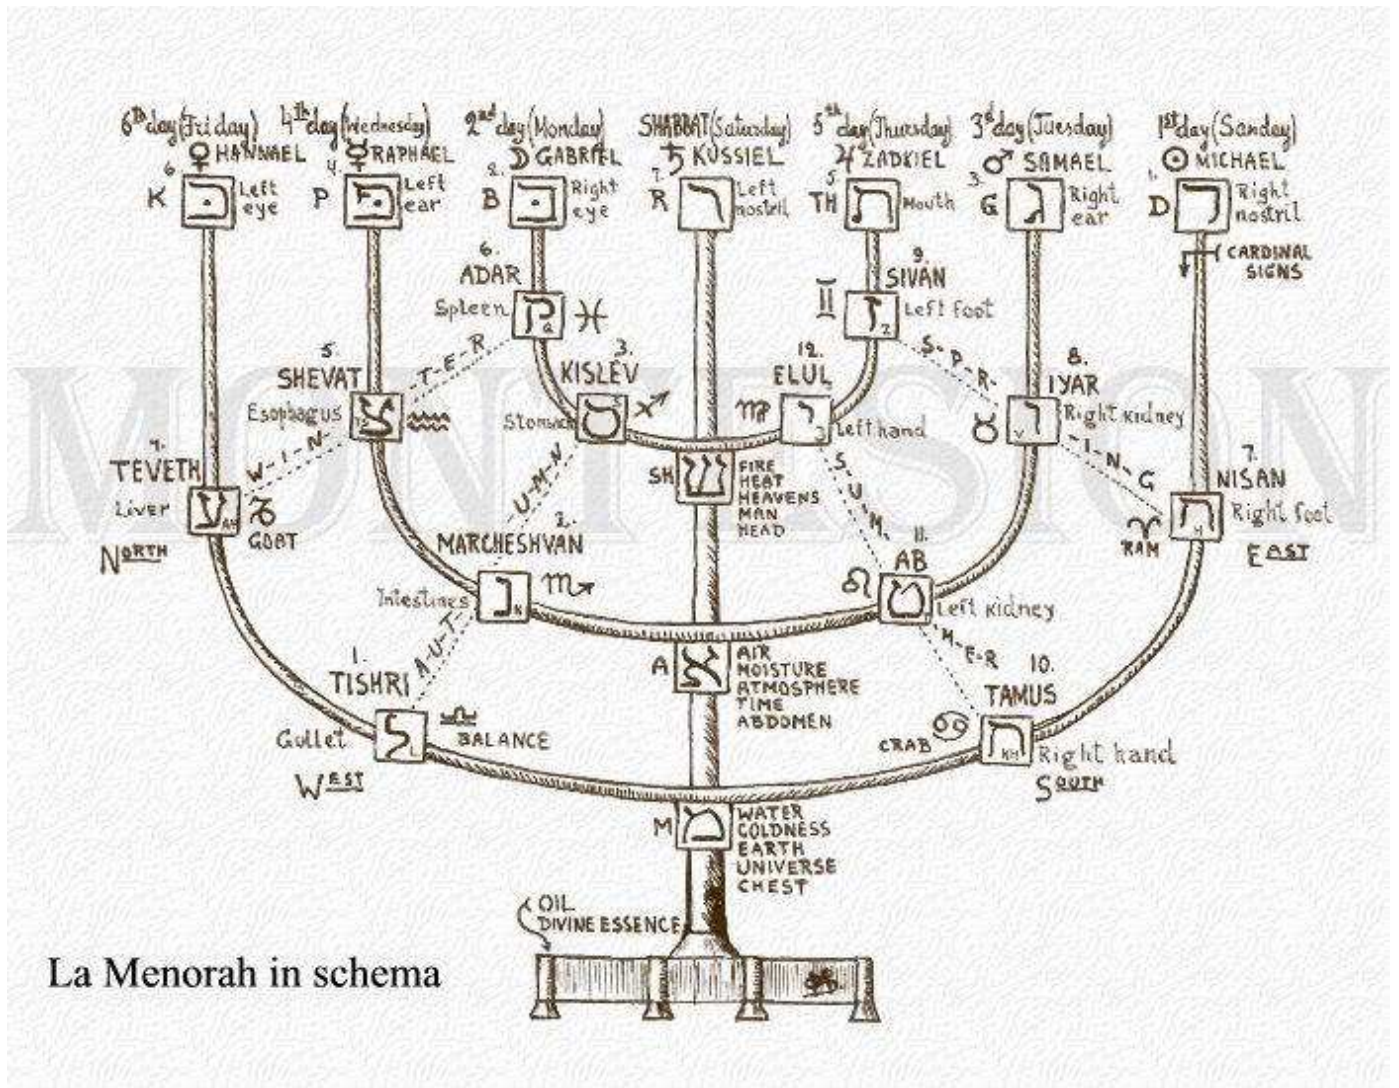 6th day (Friday)
♀ HANNAEL
6.
K
Left
eye
4th day (Wednesday)
☿ RAPHAEL
4.
P
Left
ear
2nd day (Monday)
☽ GABRIEL
2.
B
Right
eye
SHABBAT (Saturday)
♄ KUSSIEL
7.
R
Left
nostril
5th day (Thursday)
♃ ZADKIEL
5.
TH
Mouth
3d day (Tuesday)
♂ SAMAEL
3.
G
Right
ear
1st day (Sanday)
☉ MICHAEL
1.
D
Right
nostril
CARDINAL
SIGNS
6.
ADAR
Spleen
♓
9.
SIVAN
♊
Left foot
T-E-R
S-P-R
5.
SHEVAT
Esophagus
♒
3.
KISLEV
Stomach
♐
12.
ELUL
♍
Left hand
8.
IYAR
♉
Right kidney
MONTESION
W-I-N-
I-N-G
TEVETH
Liver
♑
GOAT
NORTH
SH
FIRE
HEAT
HEAVENS
MAN
HEAD
7.
NISAN
♈
RAM
Right foot
EAST
U-M-N
S-U-M.
2.
MARCHESHVAN
Intestines
♏
11.
AB
♌
Left kidney
A-U-T-
M-E-R
A
AIR
MOISTURE
ATMOSPHERE
TIME
ABDOMEN
1.
TISHRI
Gullet
♎
BALANCE
WEST
10.
TAMUS
♋
CRAB
Right hand
SOUTH
M
WATER
COLDNESS
EARTH
UNIVERSE
CHEST
OIL
DIVINE ESSENCE
La Menorah in schema